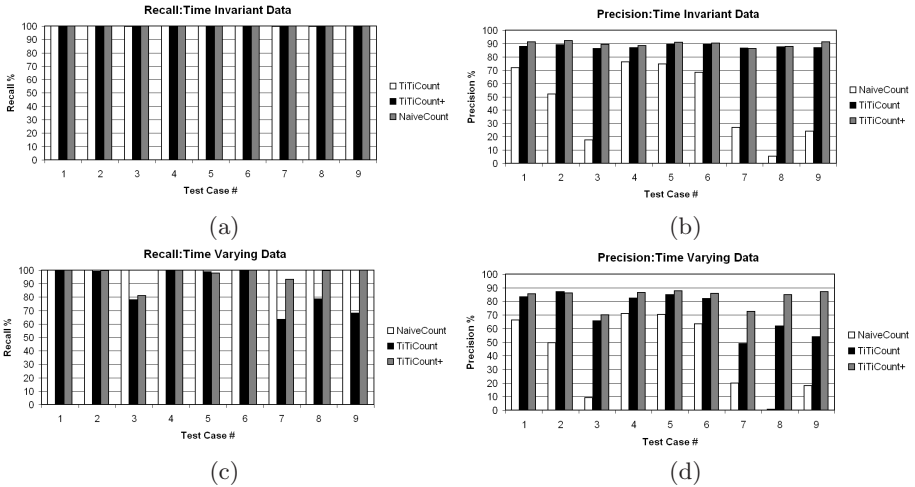 Recall:Time Invariant Data
Recall %
100
90
80
70
60
50
40
30
20
10
0
1 2 3 4 5 6 7 8 9
Test Case #
TiTiCount
TiTiCount+
NaiveCount
(a)
Precision:Time Invariant Data
Precision %
100
90
80
70
60
50
40
30
20
10
0
1 2 3 4 5 6 7 8 9
Test Case #
NaiveCount
TiTiCount
TiTiCount+
(b)
Recall:Time Varying Data
Recall %
100
90
80
70
60
50
40
30
20
10
0
1 2 3 4 5 6 7 8 9
Test Case #
NaiveCount
TiTiCount
TiTiCount+
(c)
Precision:Time Varying Data
Precision %
100
90
80
70
60
50
40
30
20
10
0
1 2 3 4 5 6 7 8 9
Test Case #
NaiveCount
TiTiCount
TiTiCount+
(d)